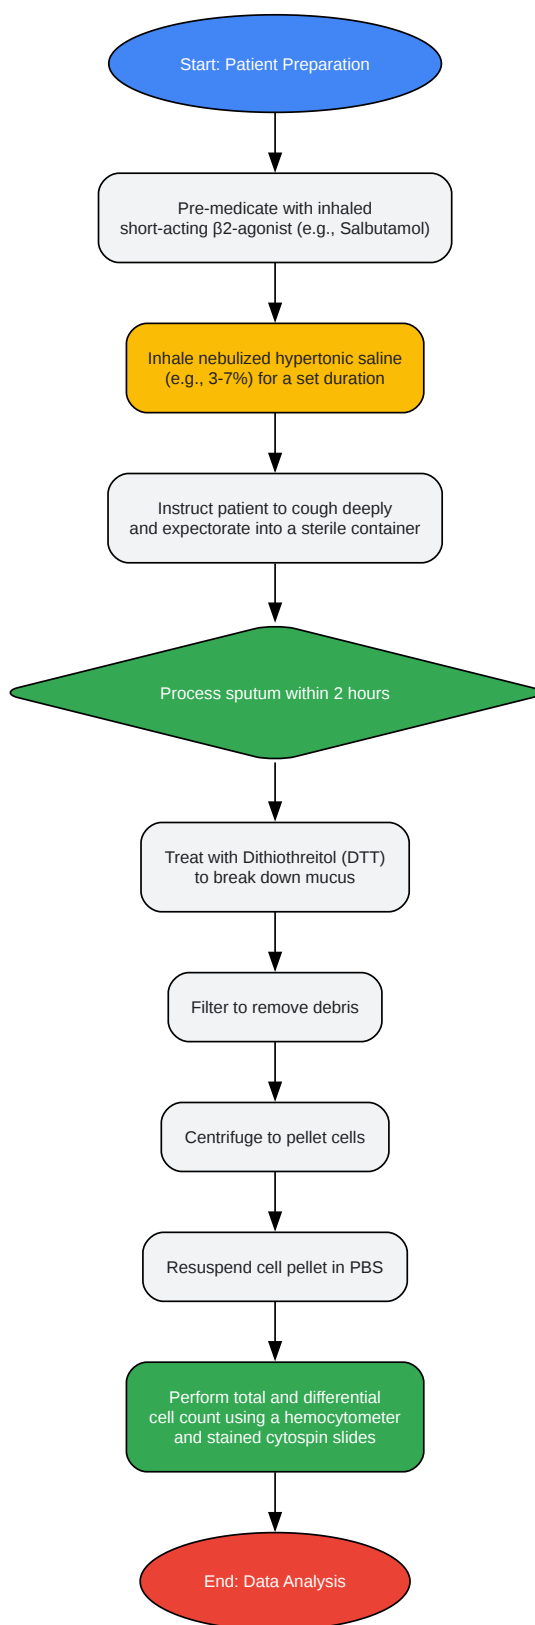 Start: Patient Preparation
Pre-medicate with inhaled
short-acting β2-agonist (e.g., Salbutamol)
Inhale nebulized hypertonic saline
(e.g., 3-7%) for a set duration
Instruct patient to cough deeply
and expectorate into a sterile container
Process sputum within 2 hours
Treat with Dithiothreitol (DTT)
to break down mucus
Filter to remove debris
Centrifuge to pellet cells
Resuspend cell pellet in PBS
Perform total and differential
cell count using a hemocytometer
and stained cytospin slides
End: Data Analysis